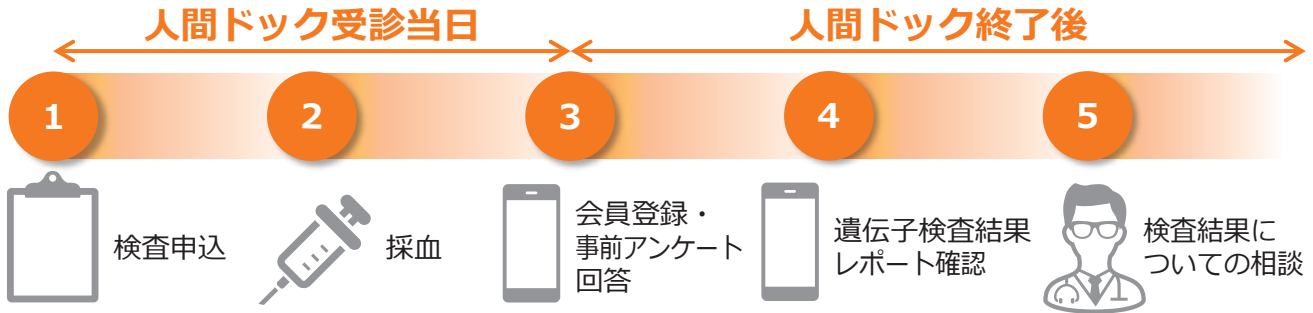 人間ドック受診当日
人間ドック終了後
1
2
3
4
5
検査申込
採血
会員登録・
事前アンケート
回答
遺伝子検査結果
レポート確認
検査結果に
ついての相談